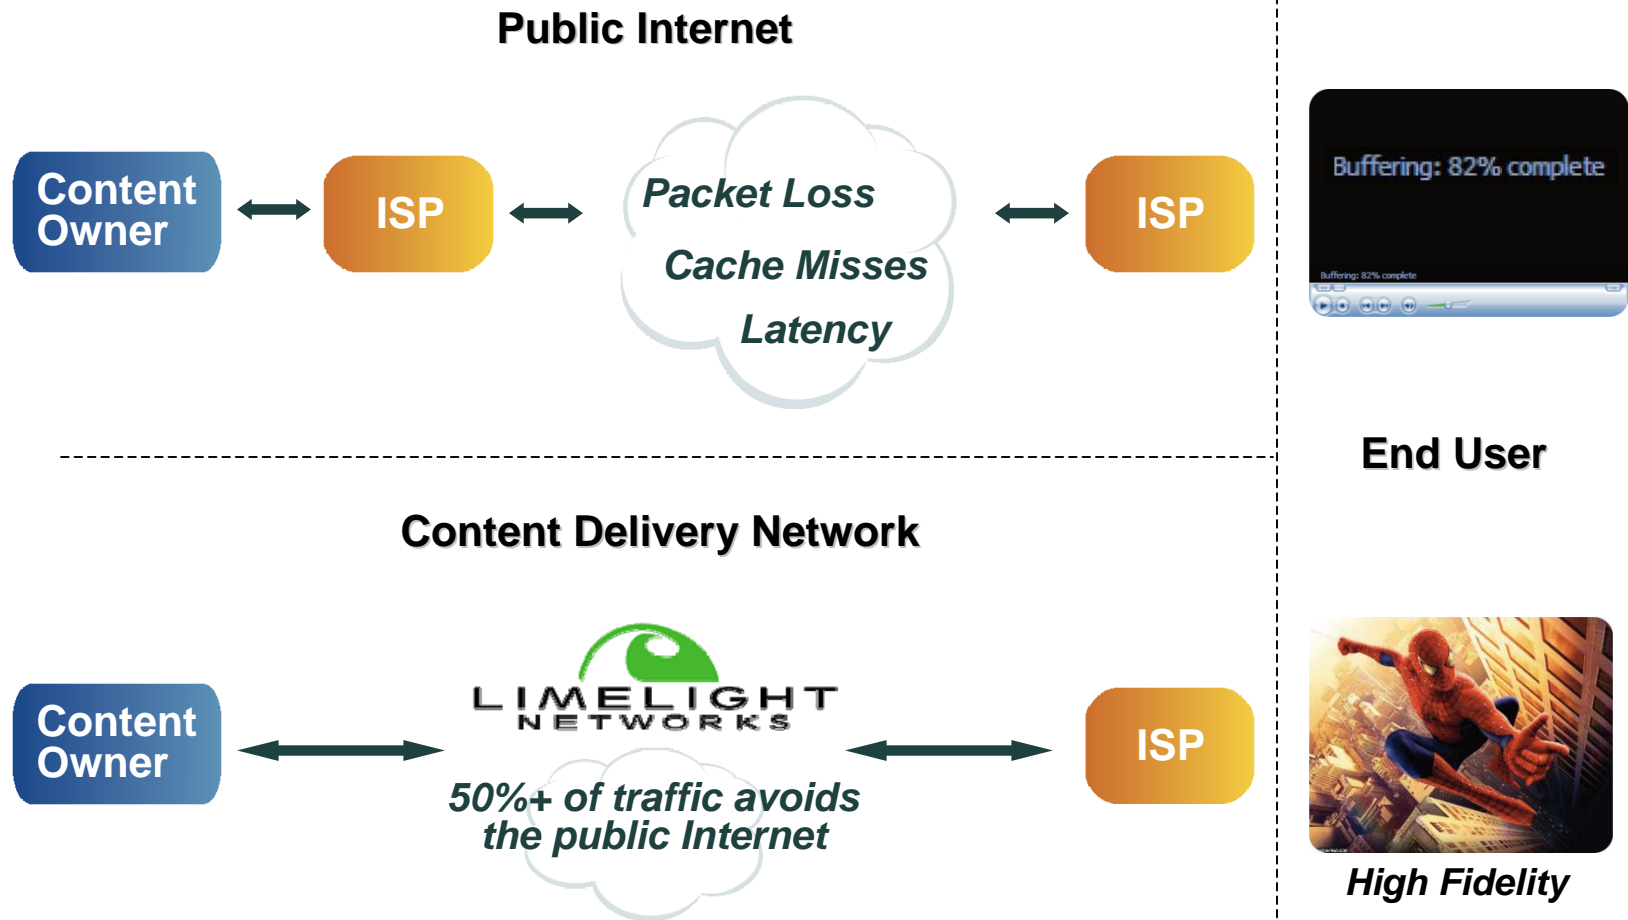 Public Internet
Content
Owner
ISP
Packet Loss
Cache Misses
Latency
ISP
Buffering: 82% complete
Buffering: 82% complete
End User
Content Delivery Network
Content
Owner
LIMELIGHT
NETWORKS
50%+ of traffic avoids
the public Internet
ISP
High Fidelity